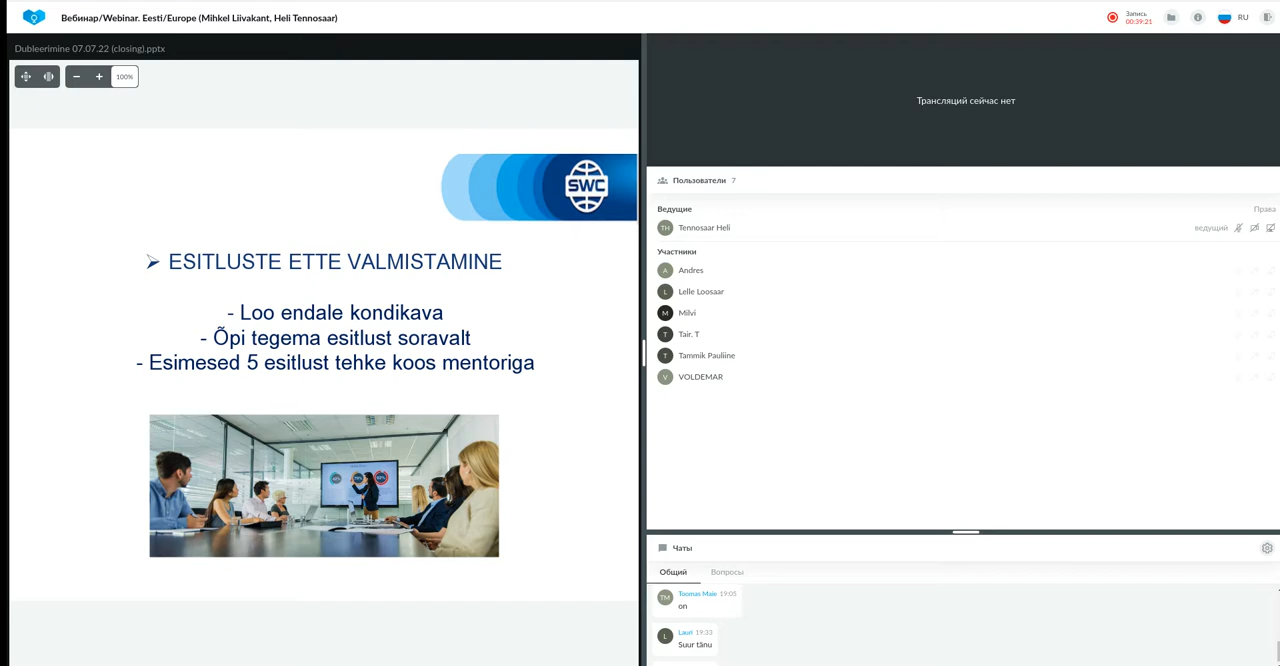 Вебинар/Webinar. Eesti/Europe (Mihkel Liivakant, Heli Tennosaar)
Запись
00:39:21
RU
Dubleerimine 07.07.22 (closing).pptx
100%
SWC
➢ ESITLUSTE ETTE VALMISTAMINE
- Loo endale kondikava
- Õpi tegema esitlust soravalt
- Esimesed 5 esitlust tehke koos mentoriga
Трансляций сейчас нет
Пользователи 7
Ведущие Права
TH Tennosaar Heli ведущий
Участники
A Andres
L Lelle Loosaar
M Milvi
T Tair. T
T Tammik Pauliine
V VOLDEMAR
Чаты
Общий Вопросы
TM Toomas Maie 19:05
on
L Lauri 19:33
Suur tänu